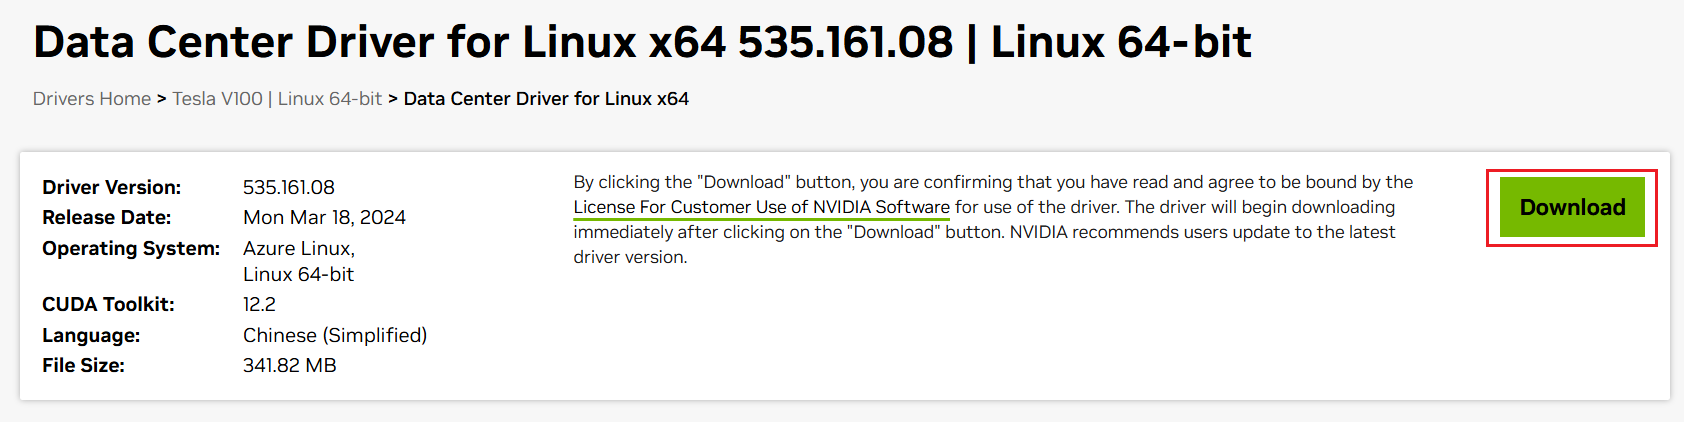 Data Center Driver for Linux x64 535.161.08 | Linux 64-bit
Drivers Home > Tesla V100 | Linux 64-bit > Data Center Driver for Linux x64
Driver Version: 535.161.08
Release Date: Mon Mar 18, 2024
Operating System: Azure Linux,
Linux 64-bit
CUDA Toolkit: 12.2
Language: Chinese (Simplified)
File Size: 341.82 MB
By clicking the "Download" button, you are confirming that you have read and agree to be bound by the
License For Customer Use of NVIDIA Software for use of the driver. The driver will begin downloading
immediately after clicking on the "Download" button. NVIDIA recommends users update to the latest
driver version.
Download